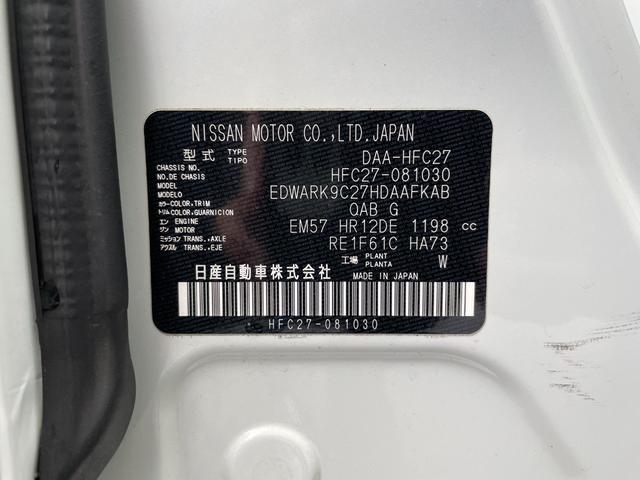 NISSAN MOTOR CO.,LTD.JAPAN
型式 TYPE TIPO DAA-HFC27
CHASSIS NO. NO.DE CHASIS HFC27-081030
MODEL MODELO EDWARK9C27HDAAFKAB
カラー COLOR,TRIM トリム COLOR,GUARNICION QAB G
エン ENGINE ジン MOTOR EM57 HR12DE 1198 cc
ミッション TRANS.,AXLE アクスル TRANS.,EJE RE1F61C HA73
工場 PLANT PLANTA W
日産自動車株式会社 MADE IN JAPAN
HFC27-081030